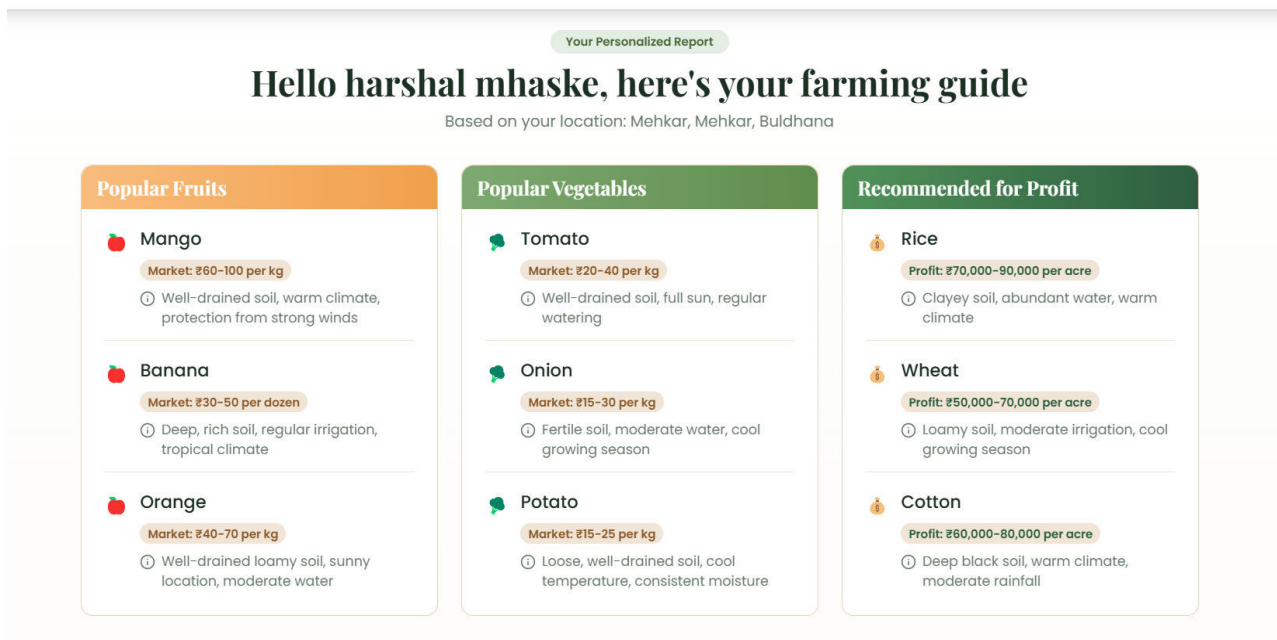 Your Personalized Report
Hello harshal mhaske, here's your farming guide
Based on your location: Mehkar, Mehkar, Buldhana
Popular Fruits
Mango
Market: ₹60-100 per kg
Well-drained soil, warm climate,
protection from strong winds
Banana
Market: ₹30-50 per dozen
Deep, rich soil, regular irrigation,
tropical climate
Orange
Market: ₹40-70 per kg
Well-drained loamy soil, sunny
location, moderate water
Popular Vegetables
Tomato
Market: ₹20-40 per kg
Well-drained soil, full sun, regular
watering
Onion
Market: ₹15-30 per kg
Fertile soil, moderate water, cool
growing season
Potato
Market: ₹15-25 per kg
Loose, well-drained soil, cool
temperature, consistent moisture
Recommended for Profit
Rice
Profit: ₹70,000-90,000 per acre
Clayey soil, abundant water, warm
climate
Wheat
Profit: ₹50,000-70,000 per acre
Loamy soil, moderate irrigation, cool
growing season
Cotton
Profit: ₹60,000-80,000 per acre
Deep black soil, warm climate,
moderate rainfall